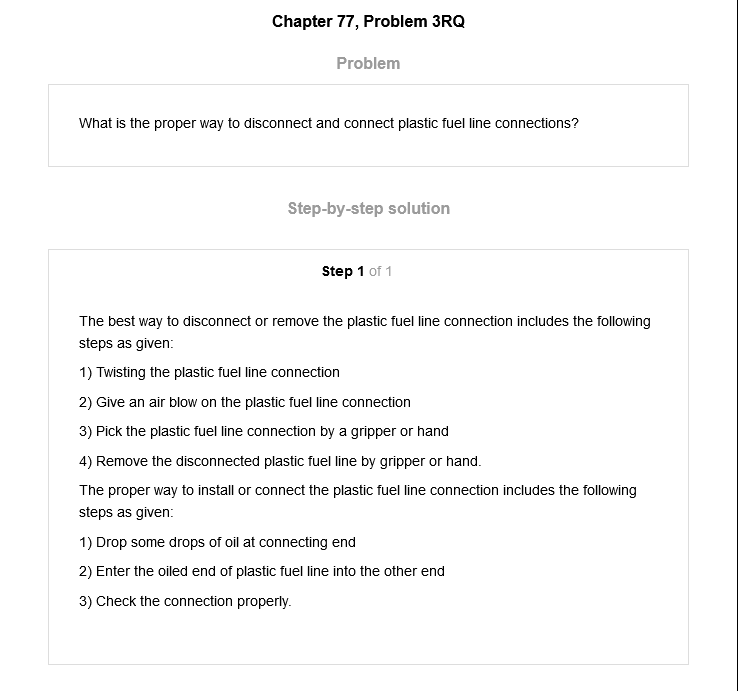 Chapter 77, Problem 3RQ
Problem
What is the proper way to disconnect and connect plastic fuel line connections?
Step-by-step solution
Step 1 of 1
The best way to disconnect or remove the plastic fuel line connection includes the following
steps as given:
1) Twisting the plastic fuel line connection
2) Give an air blow on the plastic fuel line connection
3) Pick the plastic fuel line connection by a gripper or hand
4) Remove the disconnected plastic fuel line by gripper or hand.
The proper way to install or connect the plastic fuel line connection includes the following
steps as given:
1) Drop some drops of oil at connecting end
2) Enter the oiled end of plastic fuel line into the other end
3) Check the connection properly.